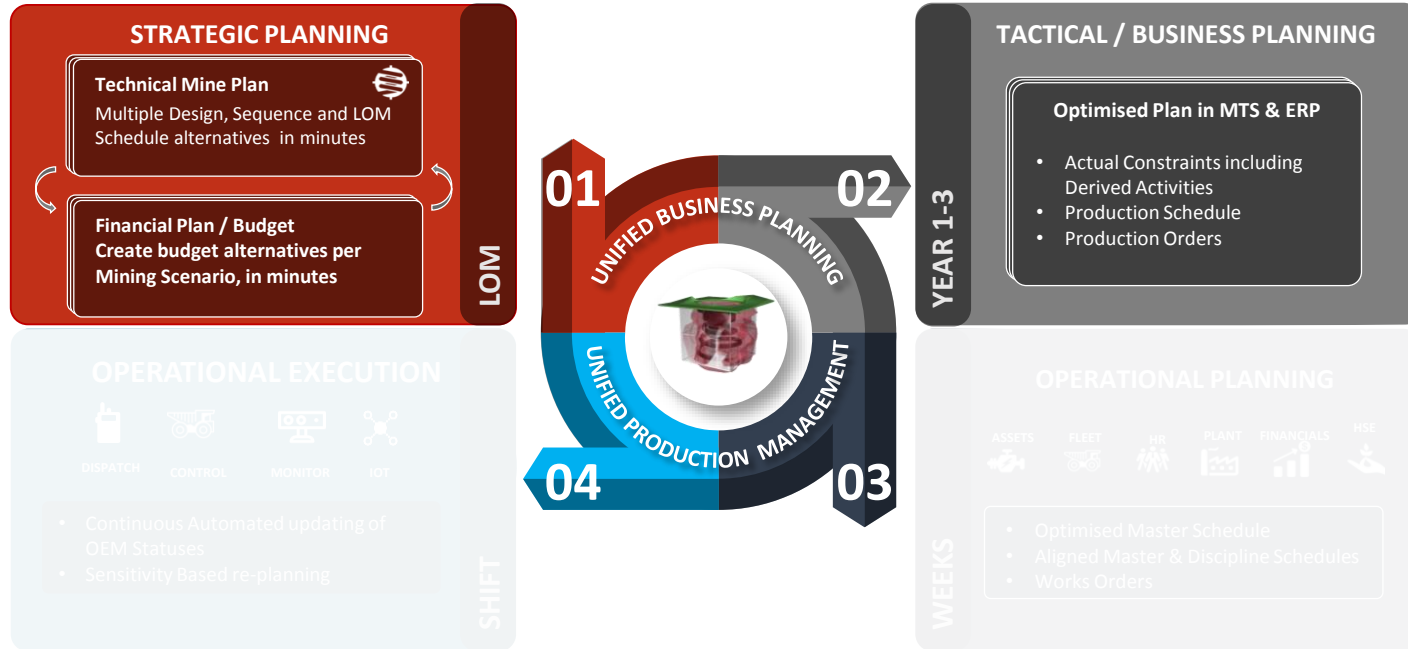 STRATEGIC PLANNING
Technical Mine Plan
Multiple Design, Sequence and LOM
Schedule alternatives in minutes
Financial Plan / Budget
Create budget alternatives per
Mining Scenario, in minutes
LOM
01
02
03
04
UNIFIED BUSINESS PLANNING
UNIFIED PRODUCTION MANAGEMENT
YEAR 1-3
TACTICAL / BUSINESS PLANNING
Optimised Plan in MTS & ERP
• Actual Constraints including
Derived Activities
• Production Schedule
• Production Orders
OPERATIONAL EXECUTION
DISPATCH
CONTROL
MONITOR
IOT
• Continuous Automated updating of
OEM Statuses
• Sensitivity Based re-planning
SHIFT
WEEKS
OPERATIONAL PLANNING
ASSETS
FLEET
HR
PLANT
FINANCIALS
HSE
• Optimised Master Schedule
• Aligned Master & Discipline Schedules
• Works Orders